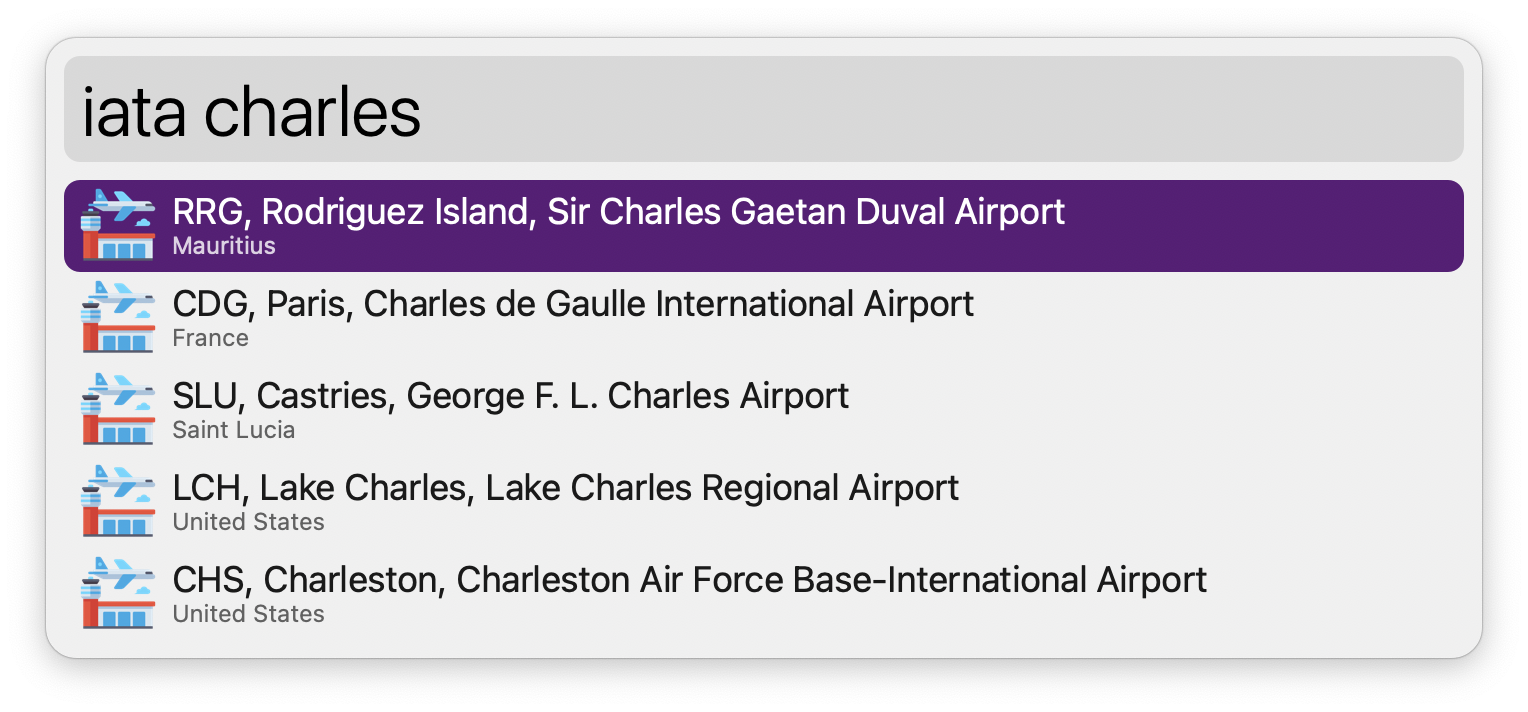 iata charles
RRG, Rodriguez Island, Sir Charles Gaetan Duval Airport
Mauritius
CDG, Paris, Charles de Gaulle International Airport
France
SLU, Castries, George F. L. Charles Airport
Saint Lucia
LCH, Lake Charles, Lake Charles Regional Airport
United States
CHS, Charleston, Charleston Air Force Base-International Airport
United States